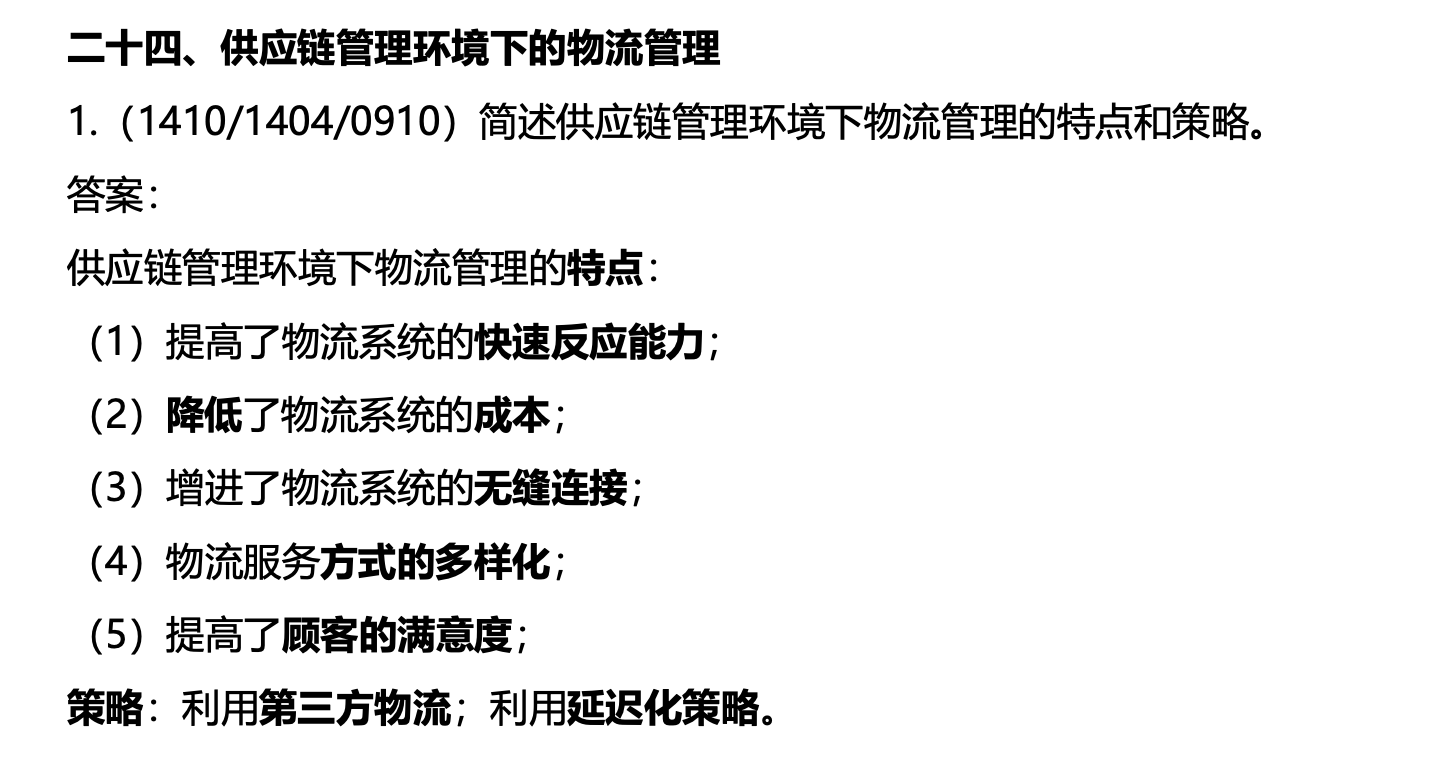 二十四、供应链管理环境下的物流管理
1.（1410/1404/0910）简述供应链管理环境下物流管理的特点和策略。
答案：
供应链管理环境下物流管理的特点：
（1）提高了物流系统的快速反应能力；
（2）降低了物流系统的成本；
（3）增进了物流系统的无缝连接；
（4）物流服务方式的多样化；
（5）提高了顾客的满意度；
策略：利用第三方物流；利用延迟化策略。